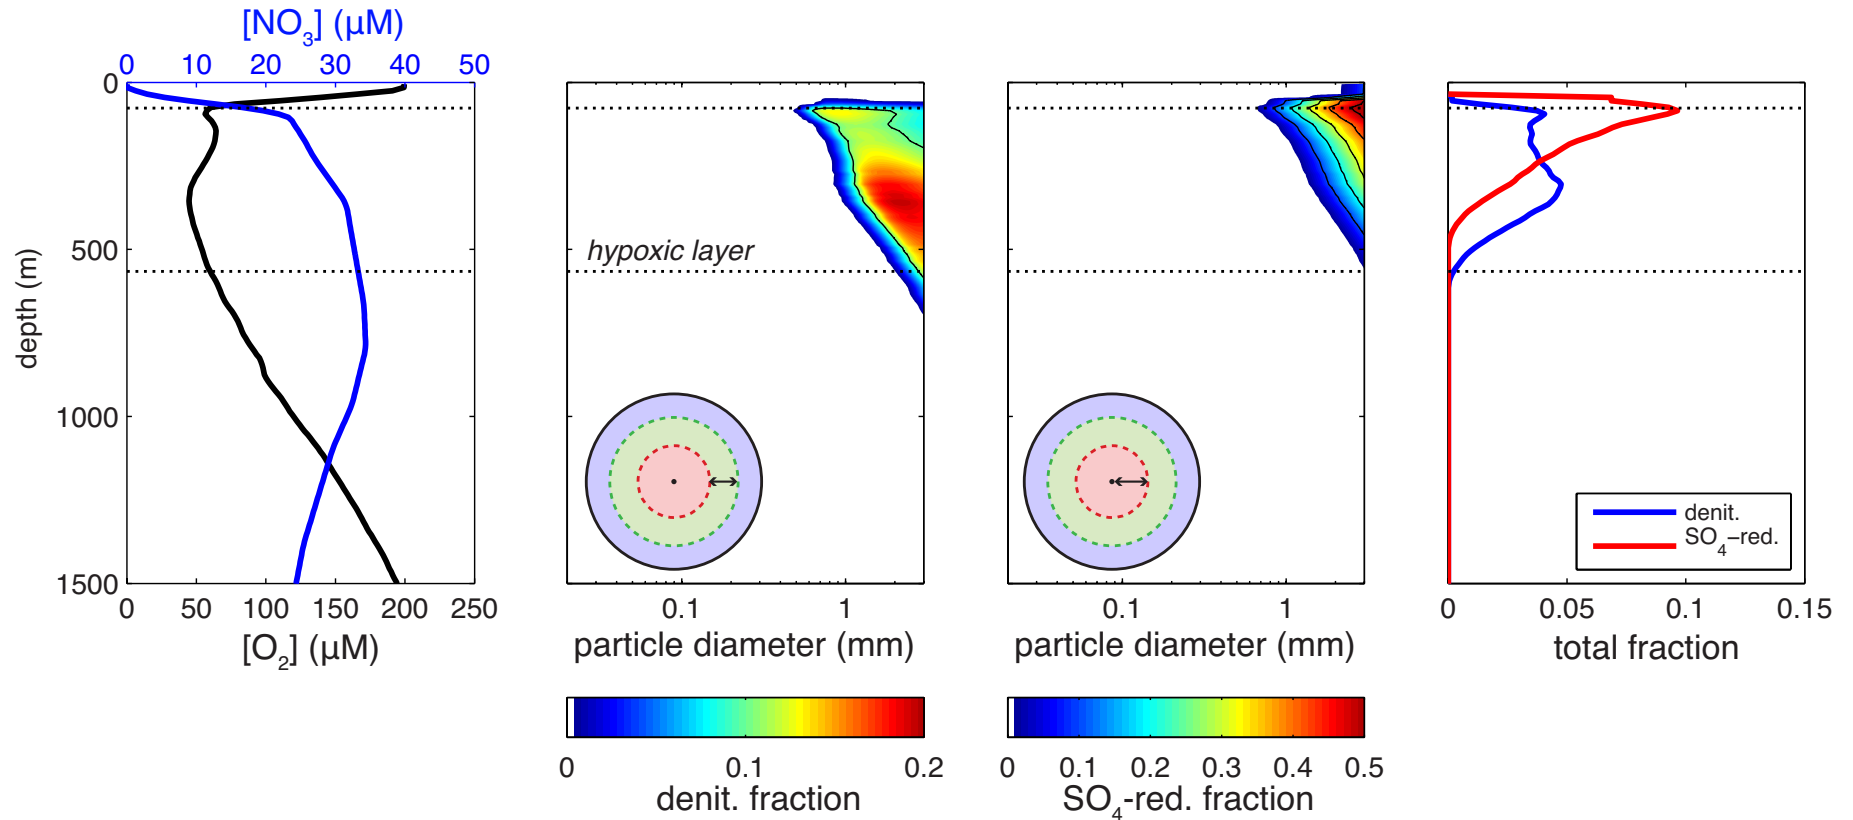 [NO3] (μM)
0 10 20 30 40 50
0
500
1000
1500
depth (m)
0 50 100 150 200 250
[O2] (μM)
hypoxic layer
0.1 1
particle diameter (mm)
0 0.1 0.2
denit. fraction
0.1 1
particle diameter (mm)
0 0.1 0.2 0.3 0.4 0.5
SO4-red. fraction
denit.
SO4−red.
0 0.05 0.1 0.15
total fraction